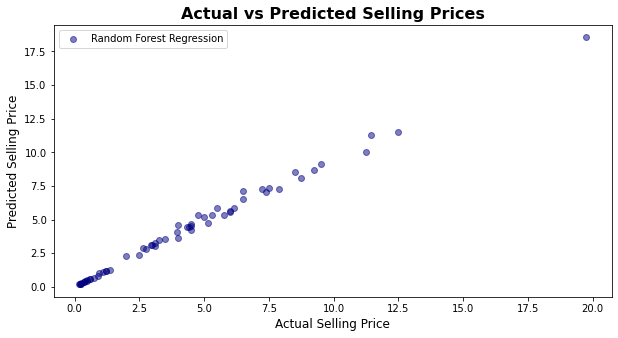 Actual vs Predicted Selling Prices
Random Forest Regression
Predicted Selling Price
17.5
15.0
12.5
10.0
7.5
5.0
2.5
0.0
0.0 2.5 5.0 7.5 10.0 12.5 15.0 17.5 20.0
Actual Selling Price